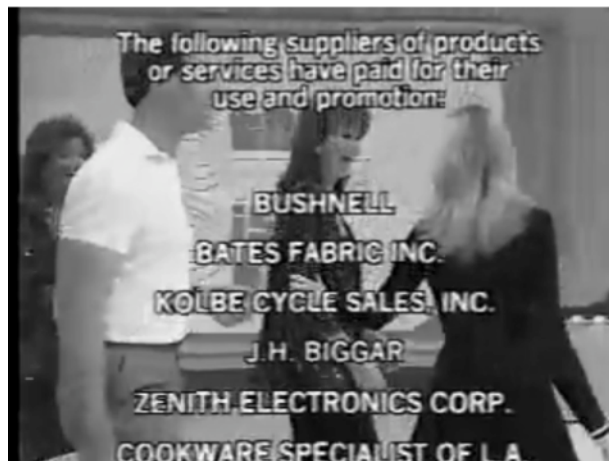 The following suppliers of products
or services have paid for their
use and promotion:
BUSHNELL
BATES FABRIC INC.
KOLBE CYCLE SALES, INC.
J.H. BIGGAR
ZENITH ELECTRONICS CORP.
COOKWARE SPECIALIST OF L.A.